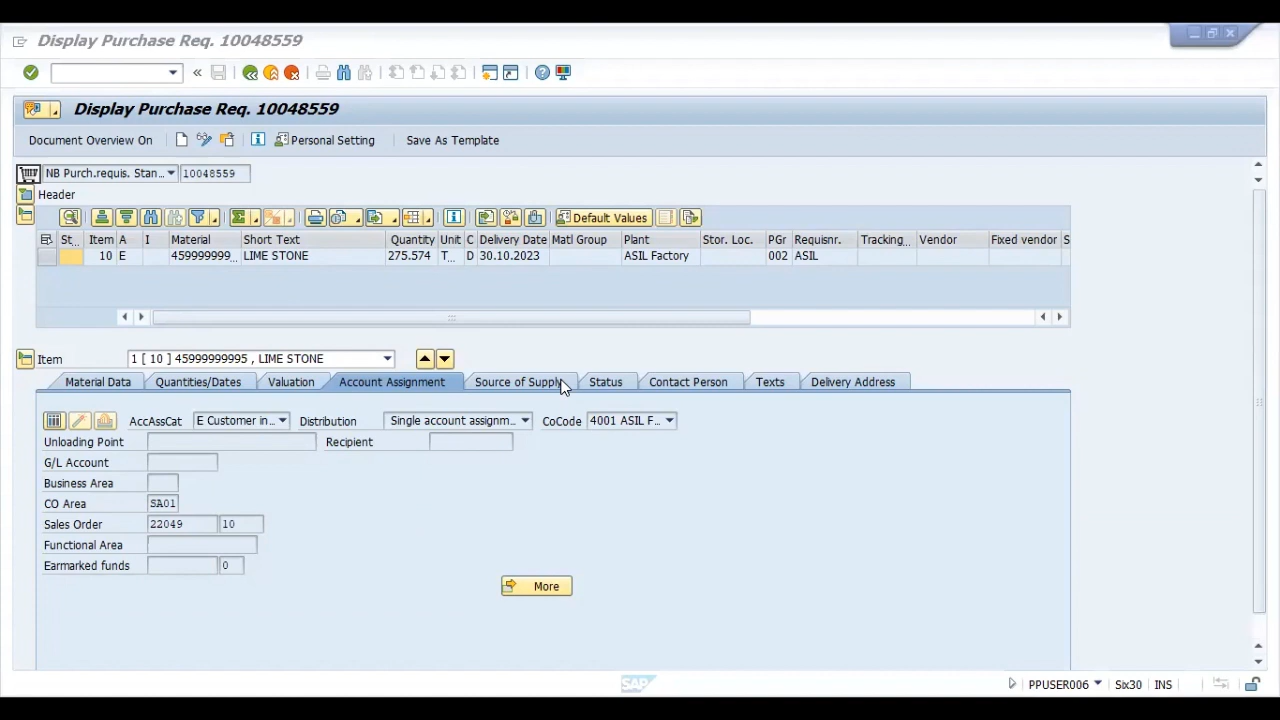 Display Purchase Req. 10048559
Display Purchase Req. 10048559
Document Overview On Personal Setting Save As Template
NB Purch.requis. Stan... 10048559
Header
Default Values
St... Item A I Material Short Text Quantity Unit C Delivery Date Matl Group Plant Stor. Loc. PGr Requisnr. Tracking... Vendor Fixed vendor S
10 E 459999999... LIME STONE 275.574 T... D 30.10.2023 ASIL Factory 002 ASIL
Item 1 [ 10 ] 45999999995 , LIME STONE
Material Data Quantities/Dates Valuation Account Assignment Source of Supply Status Contact Person Texts Delivery Address
AccAssCat E Customer in... Distribution Single account assignm... CoCode 4001 ASIL F...
Unloading Point Recipient
G/L Account
Business Area
CO Area SA01
Sales Order 22049 10
Functional Area
Earmarked funds 0
More
SAP PPUSER006 Six30 INS